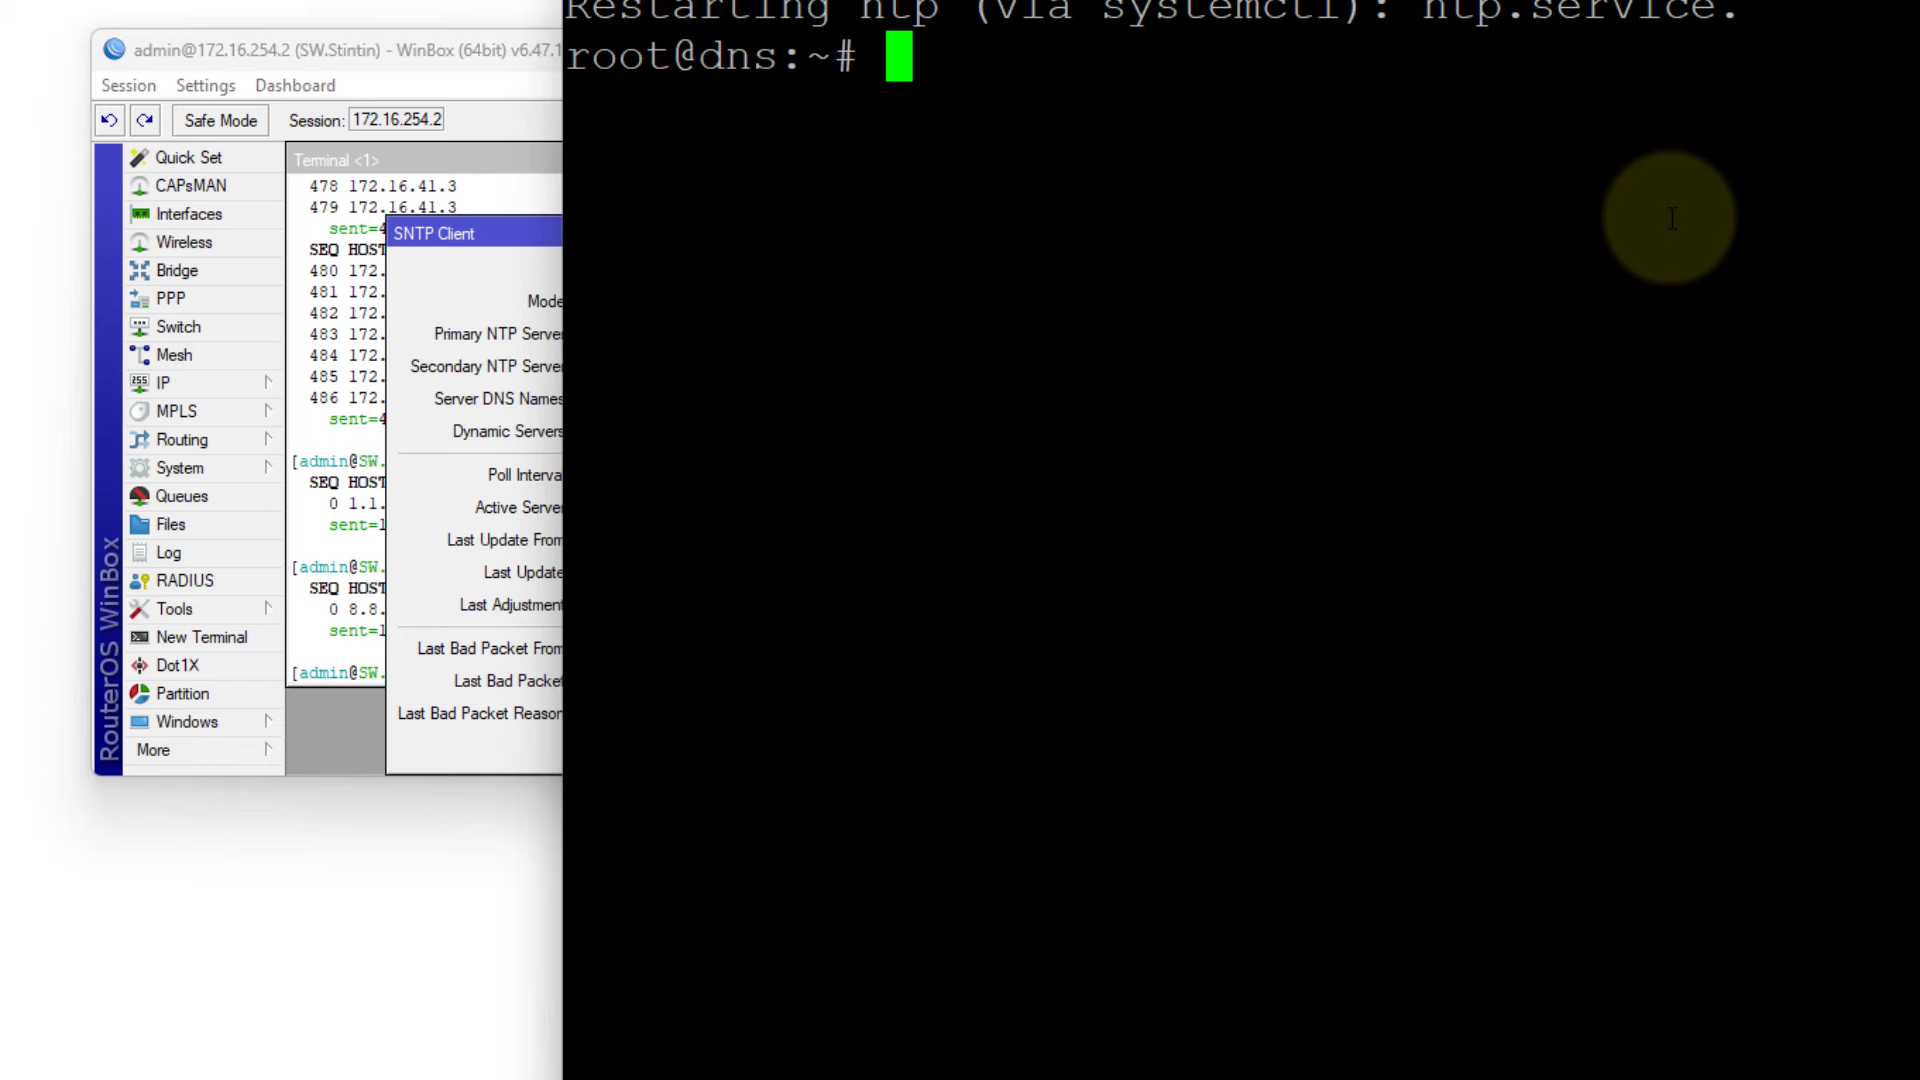 admin@172.16.254.2 (SW.Stintin) - WinBox (64bit) v6.47.1
Session Settings Dashboard
Safe Mode Session: 172.16.254.2
RouterOS WinBox
Quick Set
CAPsMAN
Interfaces
Wireless
Bridge
PPP
Switch
Mesh
IP
MPLS
Routing
System
Queues
Files
Log
RADIUS
Tools
New Terminal
Dot1X
Partition
Windows
More
Terminal <1>
478 172.16.41.3
479 172.16.41.3
sent=4
SEQ HOST
480 172.
481 172.
482 172.
483 172.
484 172.
485 172.
486 172.
sent=4
[admin@SW.
SEQ HOST
0 1.1.
sent=1
[admin@SW.
SEQ HOST
0 8.8.
sent=1
[admin@SW.
SNTP Client
Mode
Primary NTP Server
Secondary NTP Server
Server DNS Names
Dynamic Servers
Poll Interva
Active Server
Last Update From
Last Update
Last Adjustment
Last Bad Packet From
Last Bad Packet
Last Bad Packet Reason
Restarting ntp (via systemctl): ntp.service.
root@dns:~#